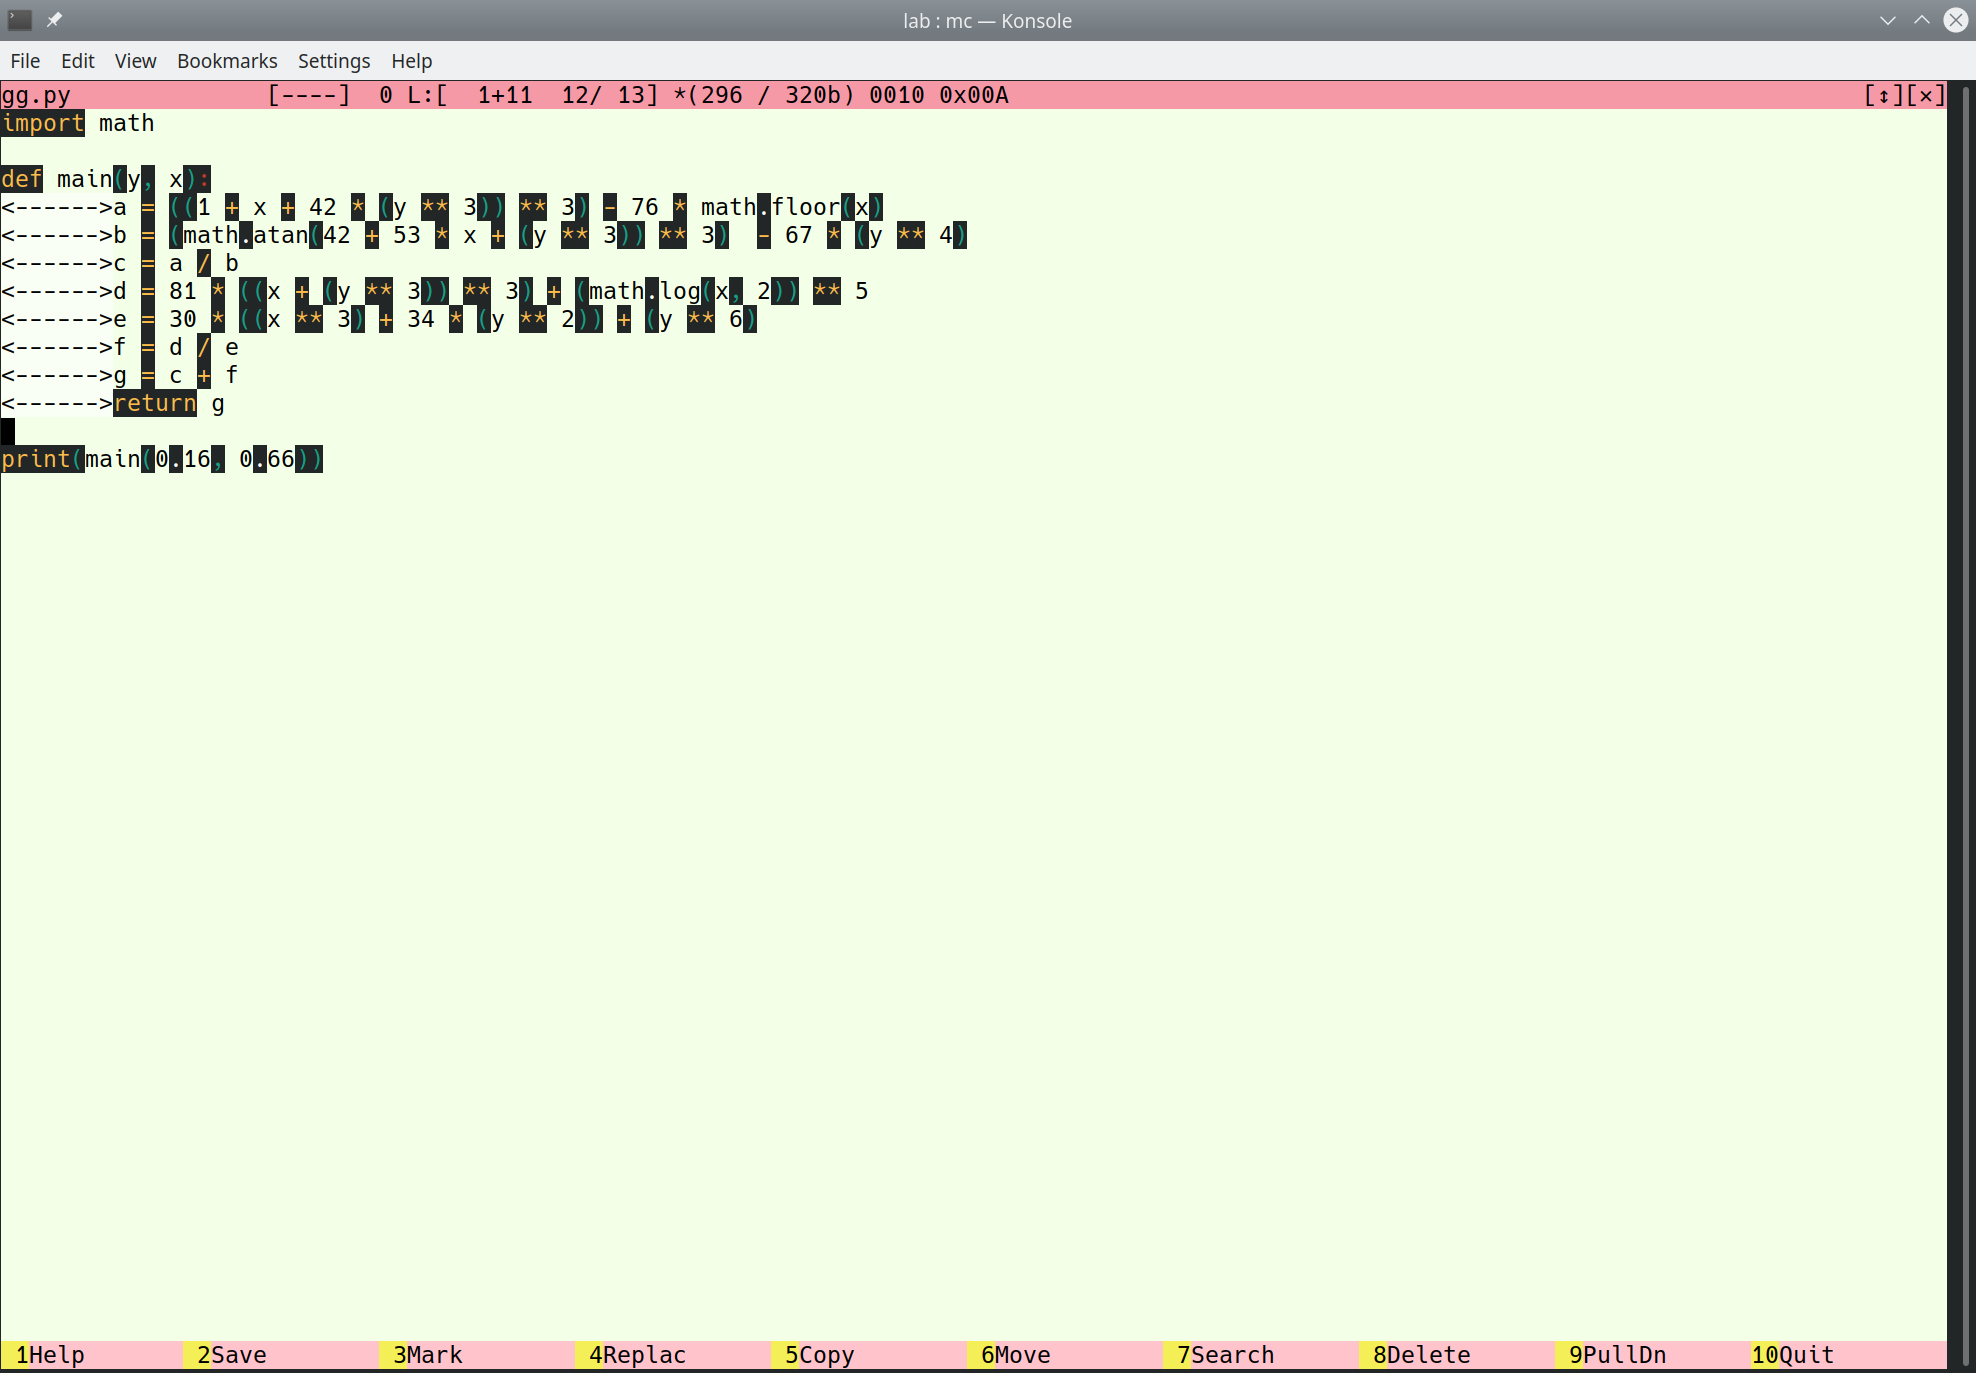 lab : mc — Konsole
File Edit View Bookmarks Settings Help
gg.py [----] 0 L:[ 1+11 12/ 13] *(296 / 320b) 0010 0x00A [↕][×]
import math
def main(y, x):
<------>a = ((1 + x + 42 * (y ** 3)) ** 3) - 76 * math.floor(x)
<------>b = (math.atan(42 + 53 * x + (y ** 3)) ** 3)  - 67 * (y ** 4)
<------>c = a / b
<------>d = 81 * ((x + (y ** 3)) ** 3) + (math.log(x, 2)) ** 5
<------>e = 30 * ((x ** 3) + 34 * (y ** 2)) + (y ** 6)
<------>f = d / e
<------>g = c + f
<------>return g
print(main(0.16, 0.66))
1Help 2Save 3Mark 4Replac 5Copy 6Move 7Search 8Delete 9PullDn 10Quit